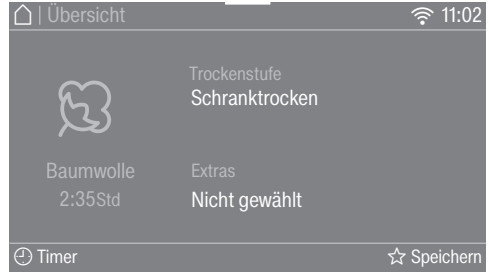 | Übersicht
11:02
Trockenstufe
Schranktrocken
Baumwolle
2:35Std
Extras
Nicht gewählt
Timer
Speichern